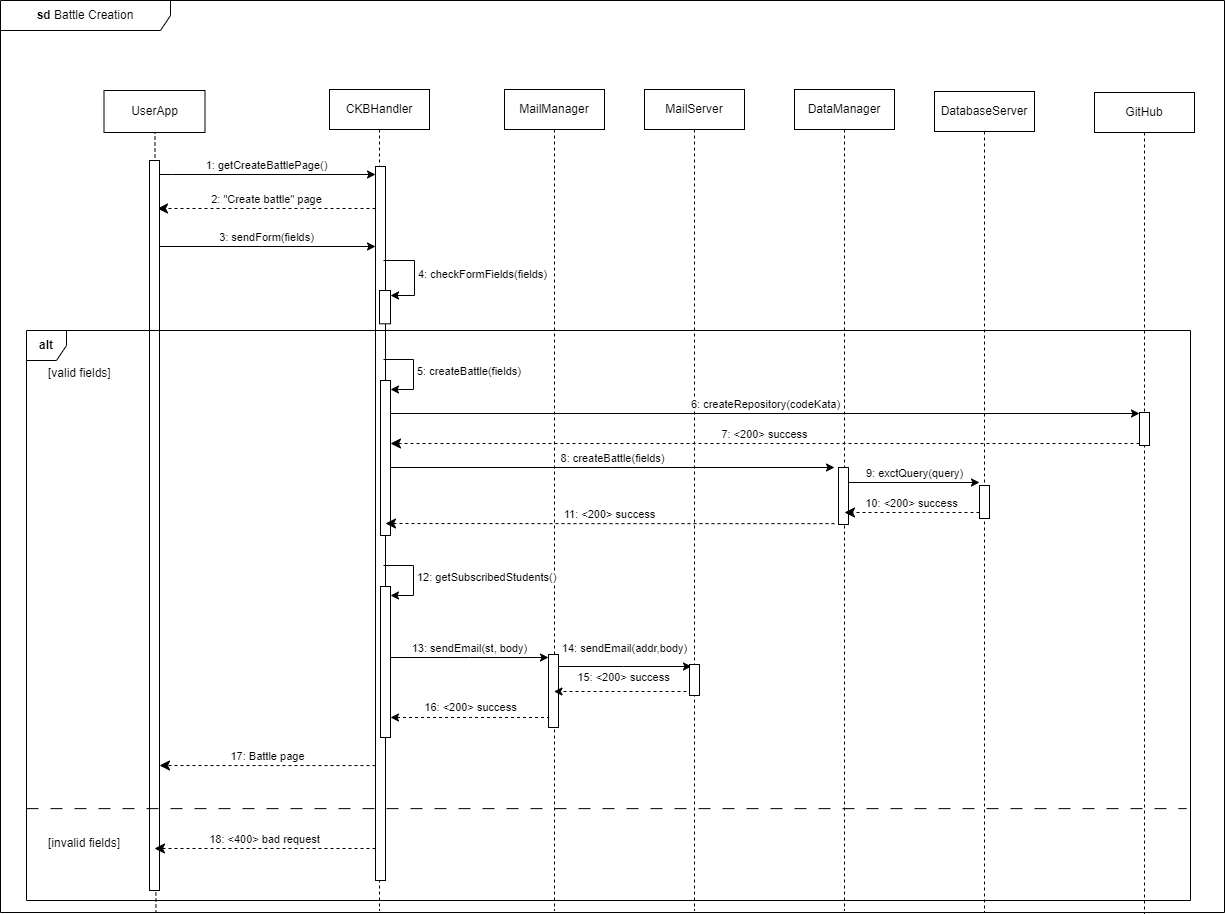 sd Battle Creation
UserApp
CKBHandler
MailManager
MailServer
DataManager
DatabaseServer
GitHub
1: getCreateBattlePage()
2: "Create battle" page
3: sendForm(fields)
4: checkFormFields(fields)
alt
[valid fields]
5: createBattle(fields)
6: createRepository(codeKata)
7: <200> success
8: createBattle(fields)
9: exctQuery(query)
10: <200> success
11: <200> success
12: getSubscribedStudents()
13: sendEmail(st, body)
14: sendEmail(addr,body)
15: <200> success
16: <200> success
17: Battle page
[invalid fields]
18: <400> bad request